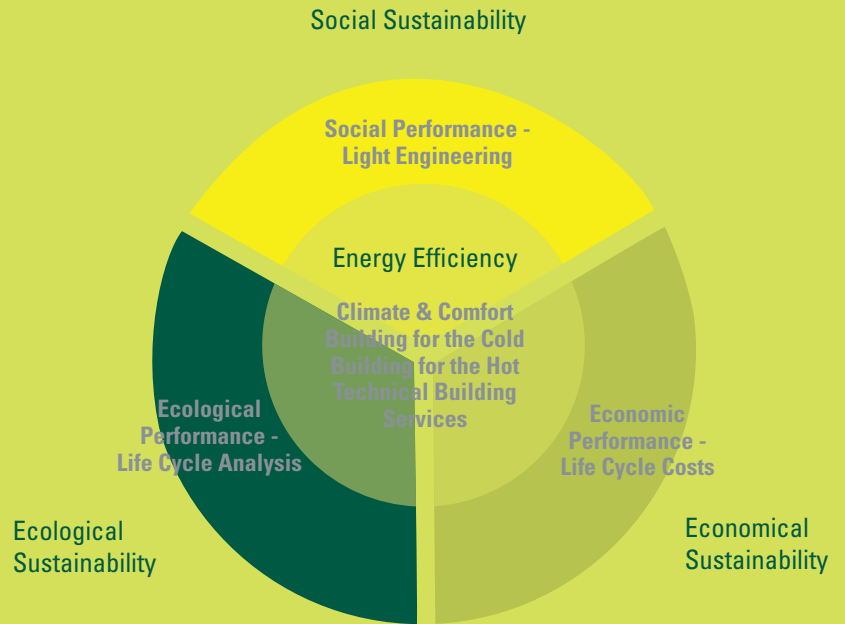 Social Sustainability
Social Performance -
Light Engineering
Energy Efficiency
Climate & Comfort
Building for the Cold
Building for the Hot
Technical Building
Services
Ecological
Performance -
Life Cycle Analysis
Economic
Performance -
Life Cycle Costs
Ecological
Sustainability
Economical
Sustainability